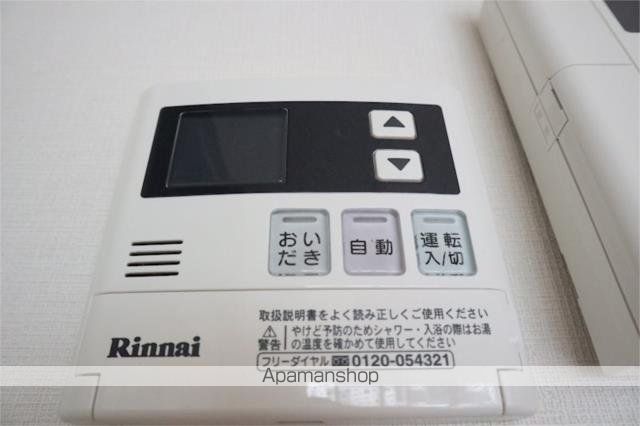 ▲
▼
おい
だき
自動
運転
入/切
取扱説明書をよく読み正しくご使用ください
⚠警告 やけど予防のためシャワー・入浴の際はお湯
の温度を確かめて使用してください
Rinnai
フリーダイヤル 0120-054321
Apamanshop